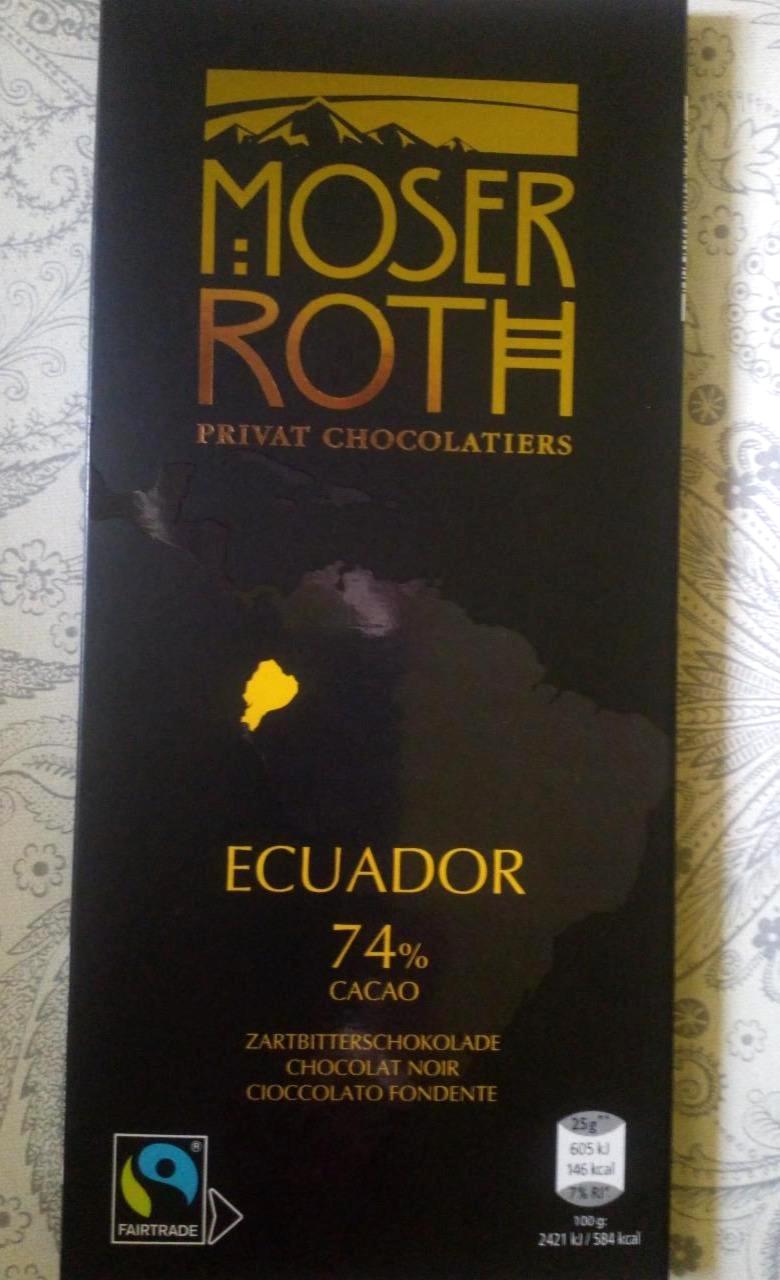 MOSER
ROTH
PRIVAT CHOCOLATIERS
ECUADOR
74%
CACAO
ZARTBITTERSCHOKOLADE
CHOCOLAT NOIR
CIOCCOLATO FONDENTE
®
FAIRTRADE
25g**
605 kJ
146 kcal
7% RI*
100 g:
2421 kJ / 584 kcal